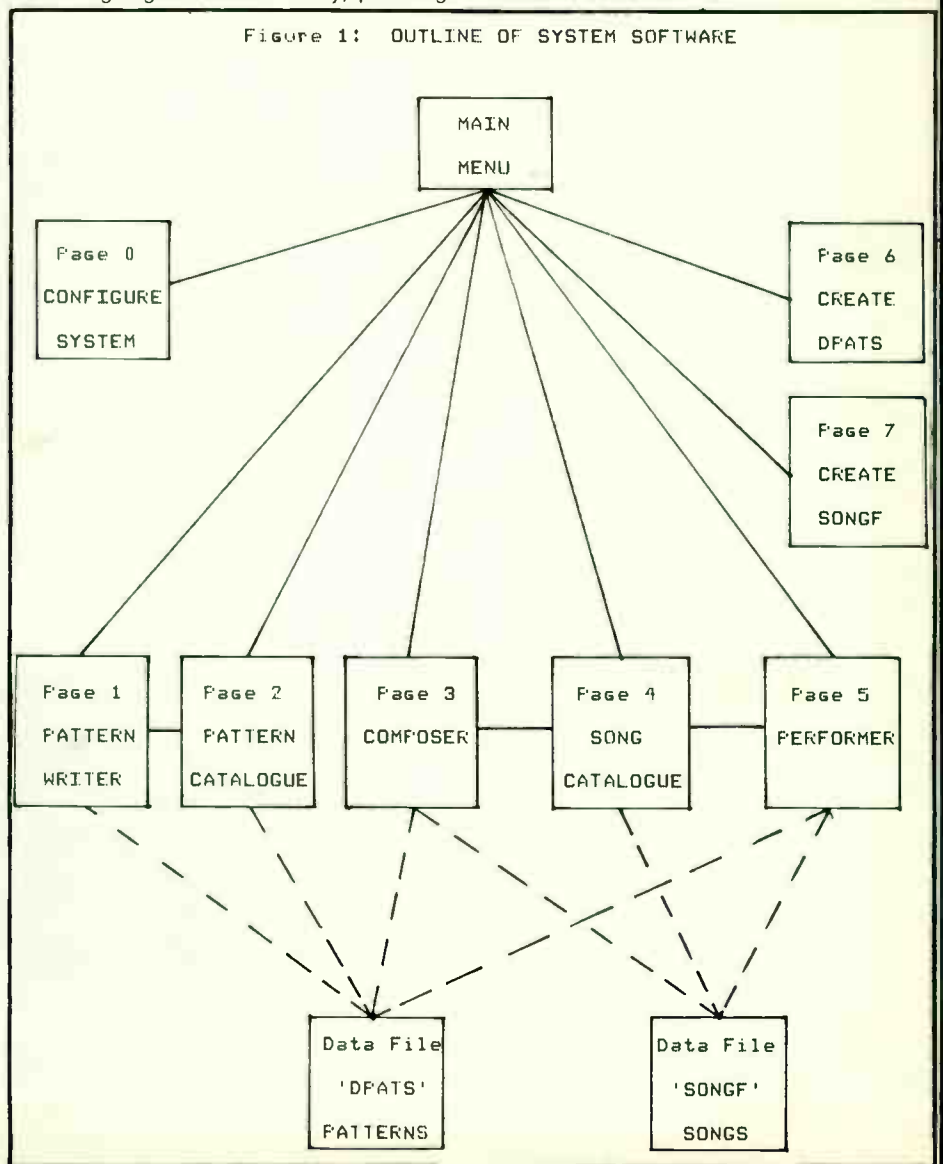 Figure 1: OUTLINE OF SYSTEM SOFTWARE
MAIN
MENU
Page 0
CONFIGURE
SYSTEM
Page 6
CREATE
DPATS
Page 7
CREATE
SONGF
Page 1
PATTERN
WRITER
Page 2
PATTERN
CATALOGUE
Page 3
COMPOSER
Page 4
SONG
CATALOGUE
Page 5
PERFORMER
Data File
'DPATS'
PATTERNS
Data File
'SONGF'
SONGS